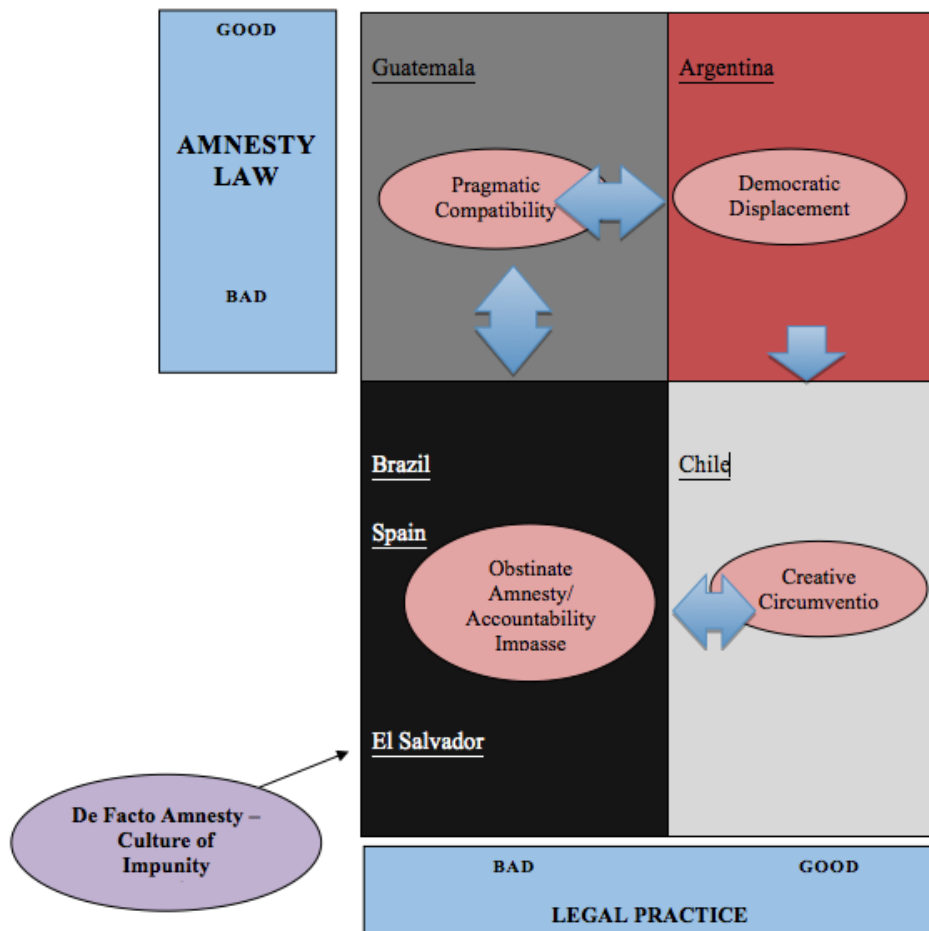 GOOD
AMNESTY
LAW
BAD
Guatemala
Pragmatic
Compatibility
Argentina
Democratic
Displacement
Brazil
Spain
Obstinate
Amnesty/
Accountability
Impasse
El Salvador
Chile
Creative
Circumventio
De Facto Amnesty –
Culture of
Impunity
BAD
GOOD
LEGAL PRACTICE